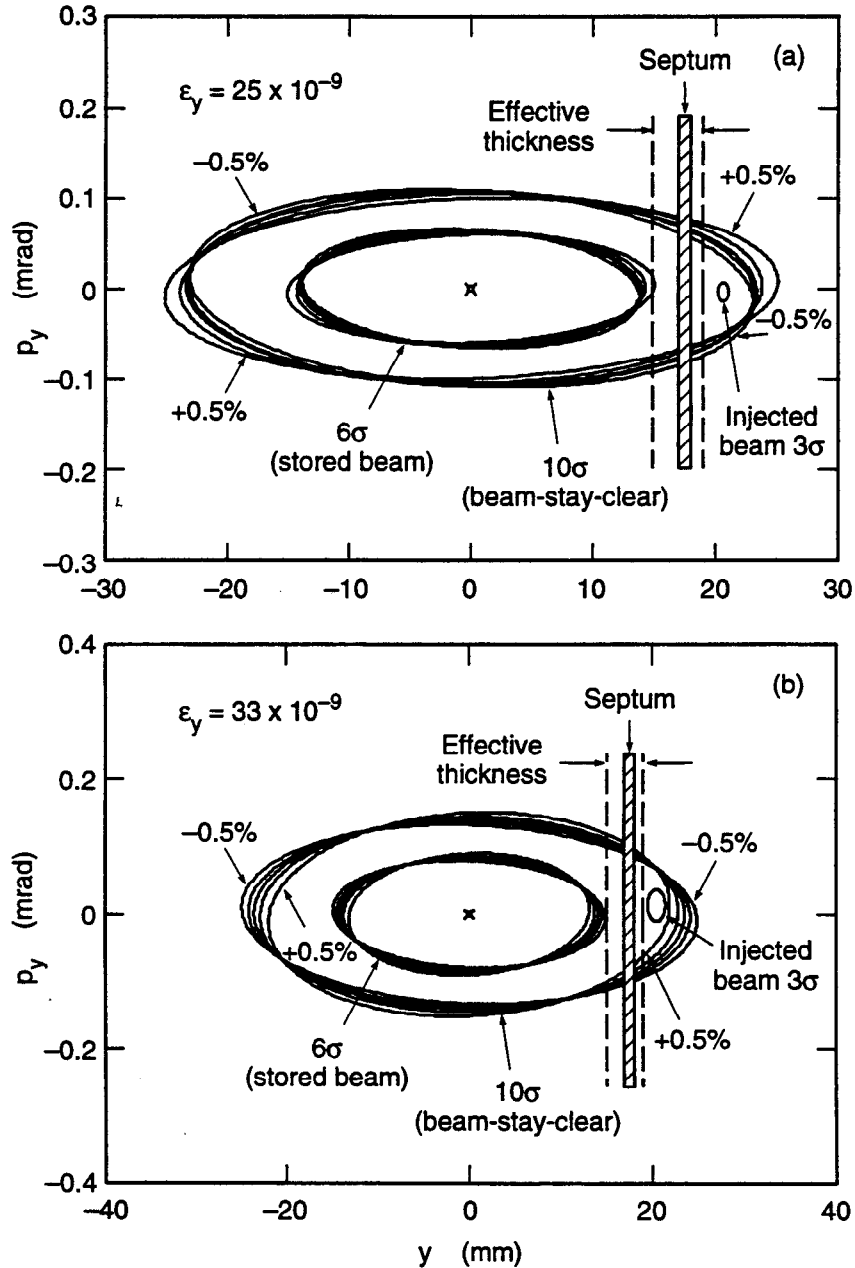 (a)
Septum
εy = 25 x 10–9
Effective
thickness
–0.5%
+0.5%
–0.5%
+0.5%
6σ
(stored beam)
10σ
(beam-stay-clear)
Injected
beam 3σ
py (mrad)
0.3
0.2
0.1
0
–0.1
–0.2
–0.3
–30
–20
–10
0
10
20
30
(b)
Septum
εy = 33 x 10–9
Effective
thickness
–0.5%
–0.5%
+0.5%
Injected
beam 3σ
+0.5%
6σ
(stored beam)
10σ
(beam-stay-clear)
py (mrad)
0.4
0.2
0
–0.2
–0.4
–40
–20
0
20
40
y (mm)